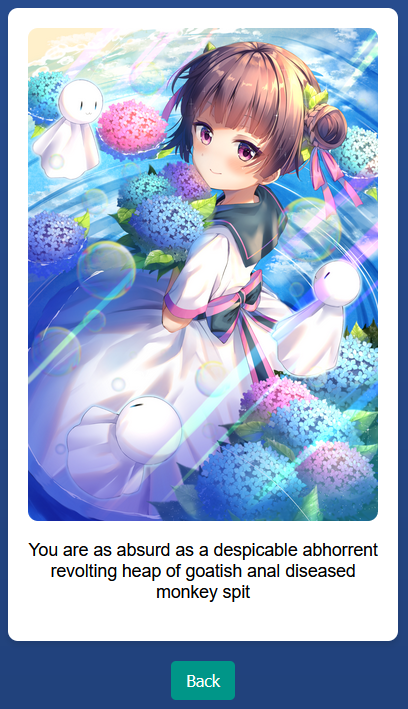 You are as absurd as a despicable abhorrent
revolting heap of goatish anal diseased
monkey spit
Back